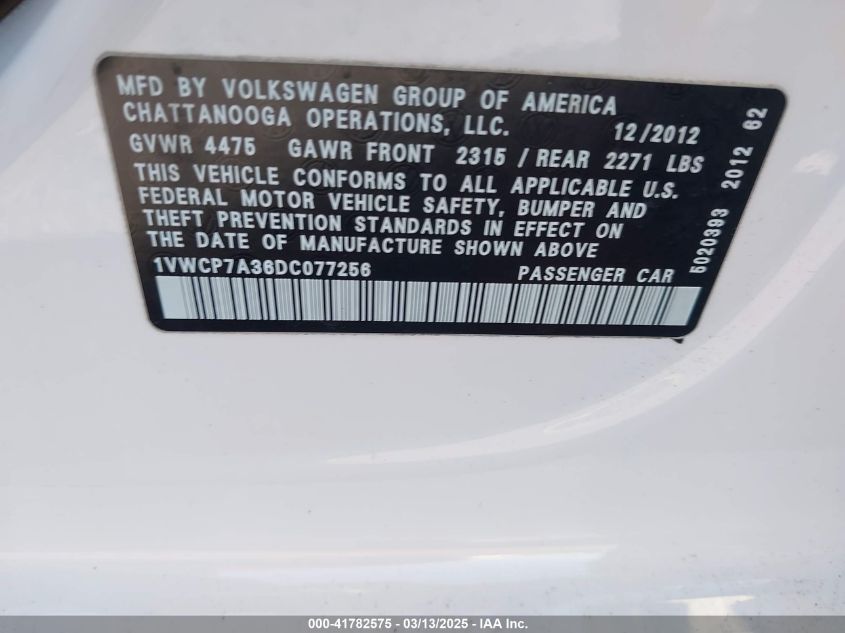 MFD BY VOLKSWAGEN GROUP OF AMERICA
CHATTANOOGA OPERATIONS, LLC. 12/2012
GVWR 4475 GAWR FRONT 2315 / REAR 2271 LBS
THIS VEHICLE CONFORMS TO ALL APPLICABLE U.S.
FEDERAL MOTOR VEHICLE SAFETY, BUMPER AND
THEFT PREVENTION STANDARDS IN EFFECT ON
THE DATE OF MANUFACTURE SHOWN ABOVE
1VWCP7A36DC077256 PASSENGER CAR
5020393 2012 62
000-41782575 - 03/13/2025 - IAA Inc.